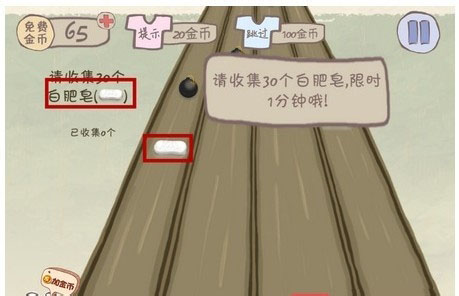 免费
金币
65
提示
20金币
跳过
100金币
请收集30个
白肥皂( )
已收集0个
请收集30个白肥皂,限时
1分钟哦!
加金币